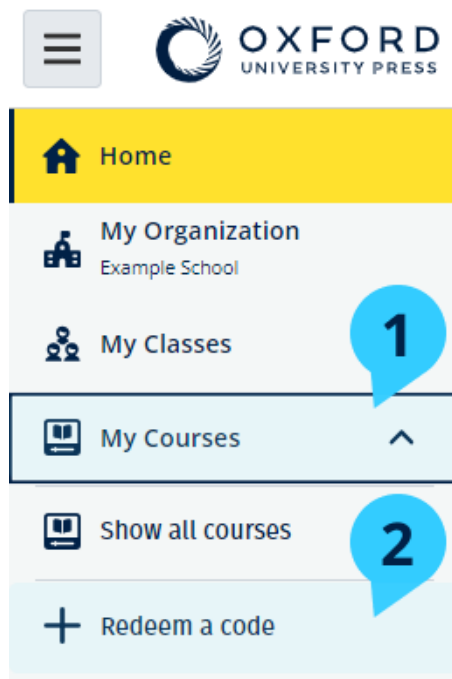 OXFORD
UNIVERSITY PRESS
Home
My Organization
Example School
My Classes
1
My Courses
Show all courses
2
Redeem a code